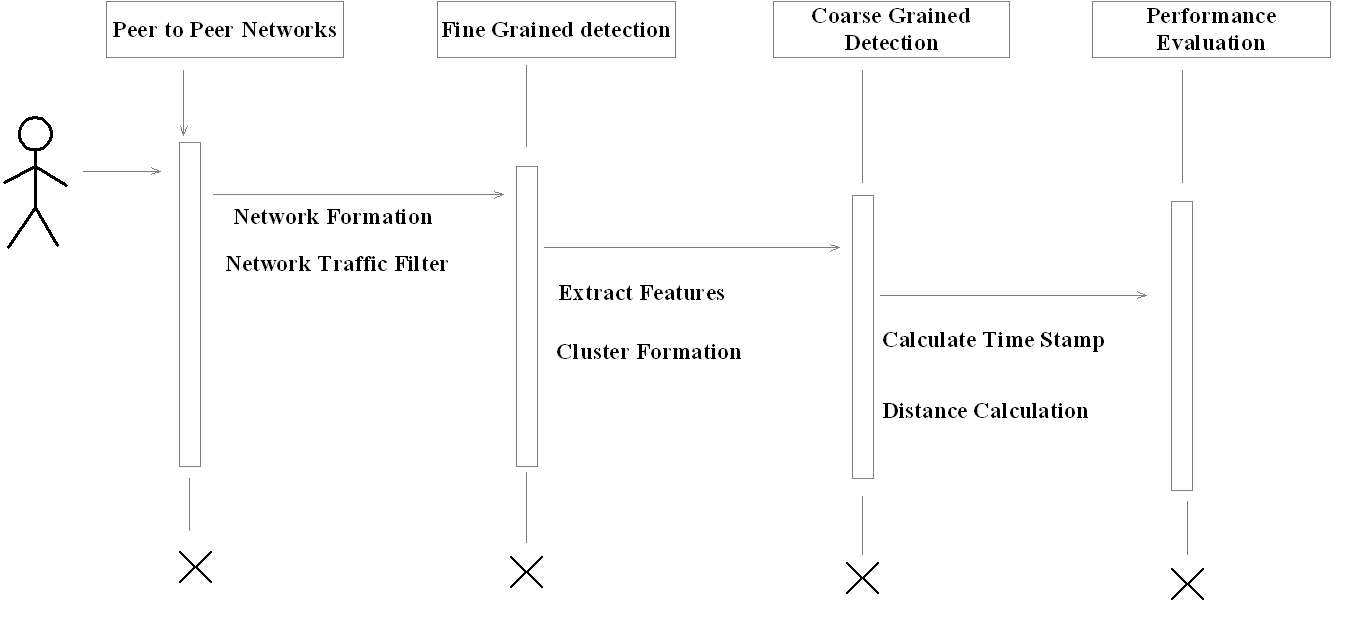 Peer to Peer Networks
Fine Grained detection
Coarse Grained
Detection
Performance
Evaluation
Network Formation
Network Traffic Filter
Extract Features
Cluster Formation
Calculate Time Stamp
Distance Calculation